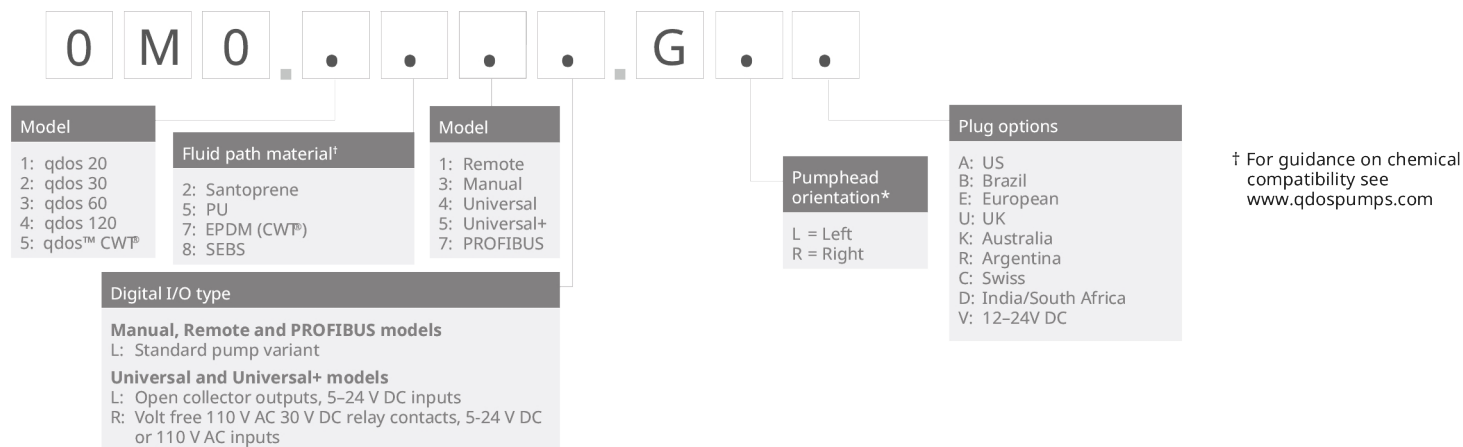 0 M 0 . . . . . . G . .
Model
1: qdos 20
2: qdos 30
3: qdos 60
4: qdos 120
5: qdos™ CWT®
Fluid path material†
2: Santoprene
5: PU
7: EPDM (CWT®)
8: SEBS
Model
1: Remote
3: Manual
4: Universal
5: Universal+
7: PROFIBUS
Digital I/O type
Manual, Remote and PROFIBUS models
L: Standard pump variant
Universal and Universal+ models
L: Open collector outputs, 5–24 V DC inputs
R: Volt free 110 V AC 30 V DC relay contacts, 5-24 V DC
or 110 V AC inputs
Pumphead
orientation*
L = Left
R = Right
Plug options
A: US
B: Brazil
E: European
U: UK
K: Australia
R: Argentina
C: Swiss
D: India/South Africa
V: 12–24V DC
† For guidance on chemical
compatibility see
www.qdospumps.com